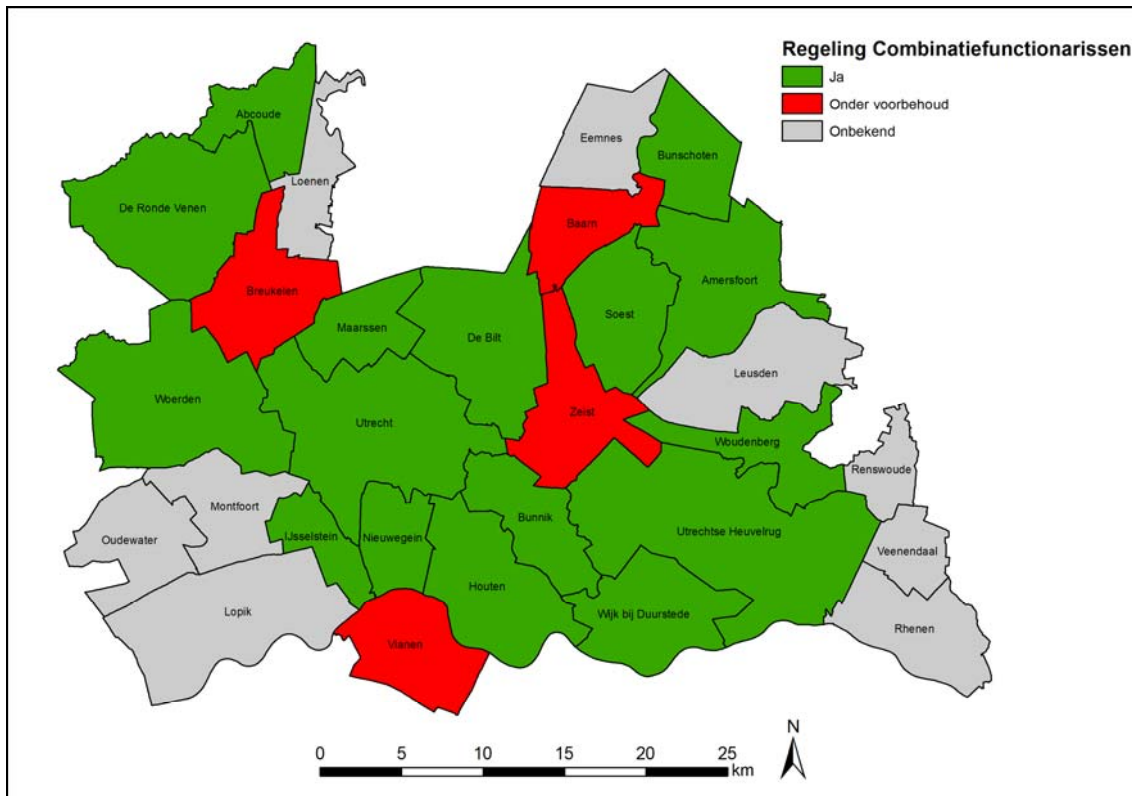 Regeling Combinatiefunctionarissen
Ja
Onder voorbehoud
Onbekend
Abcoude
Eemnes
Bunschoten
Loenen
De Ronde Venen
Baarn
Amersfoort
Breukelen
Soest
Maarssen
De Bilt
Leusden
Woerden
Zeist
Utrecht
Woudenberg
Renswoude
Montfoort
Bunnik
Oudewater
IJsselstein
Nieuwegein
Utrechtse Heuvelrug
Veenendaal
Houten
Lopik
Wijk bij Duurstede
Rhenen
Vianen
N
0 5 10 15 20 25
km